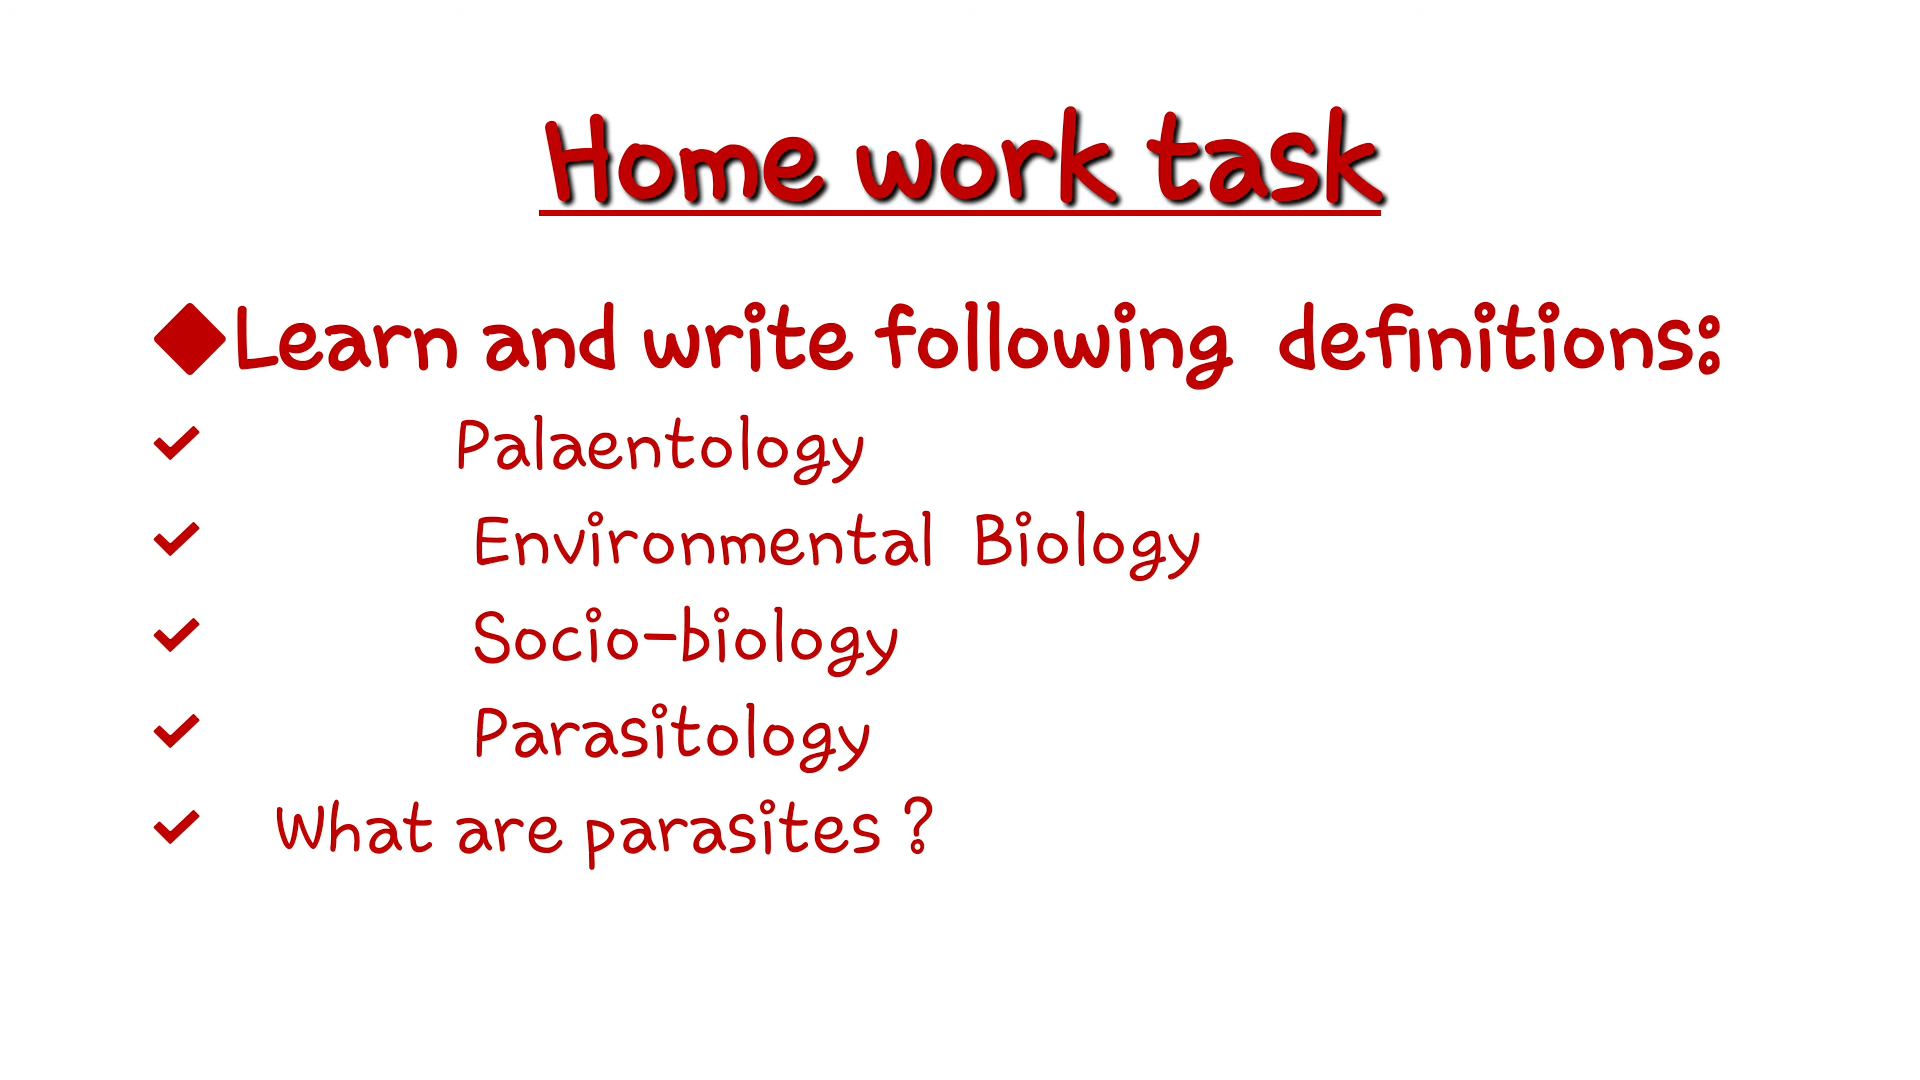 Home work task
◆Learn and write following definitions:
✓ Palaentology
✓ Environmental Biology
✓ Socio-biology
✓ Parasitology
✓ What are parasites ?